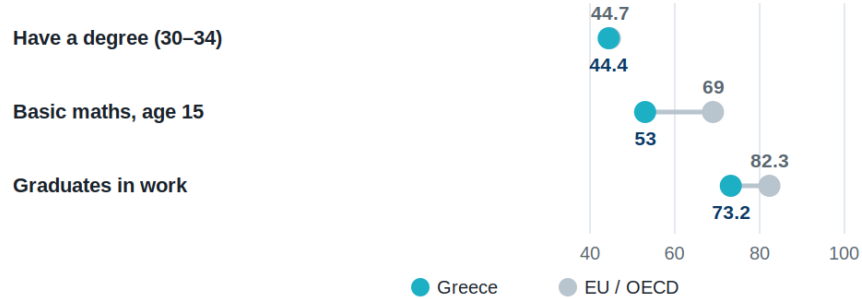 44.7
Have a degree (30–34)
44.4
69
Basic maths, age 15
53
82.3
Graduates in work
73.2
40 60 80 100
Greece EU / OECD